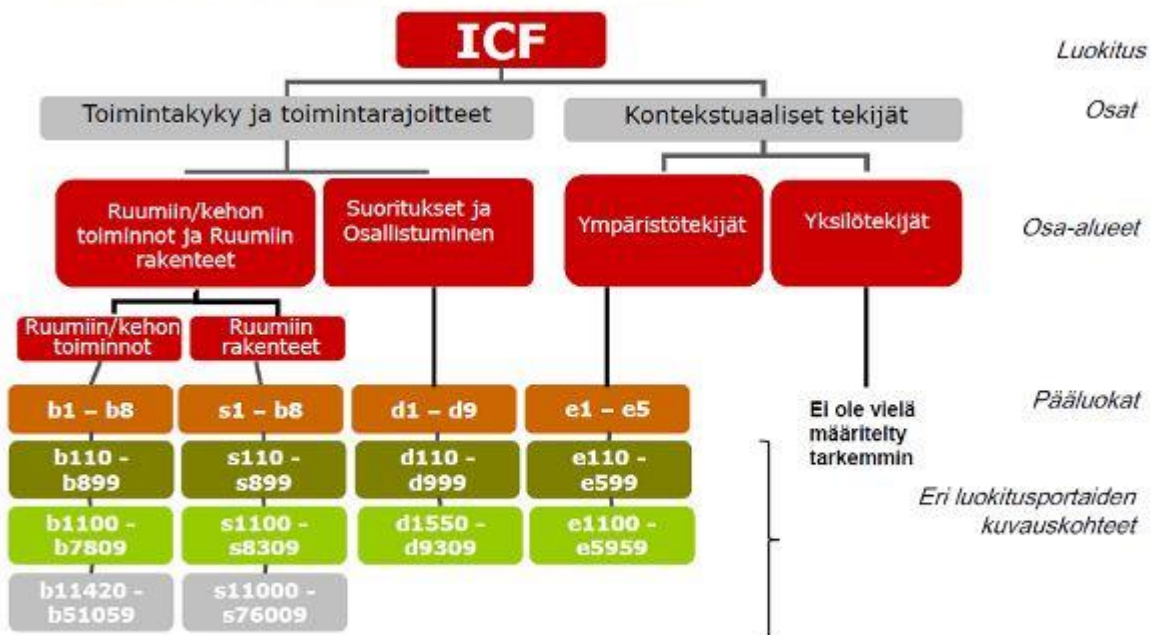 ICF
Luokitus
Toimintakyky ja toimintarajoitteet
Kontekstuaaliset tekijät
Osat
Ruumiin/kehon
toiminnot ja Ruumiin
rakenteet
Suoritukset ja
Osallistuminen
Ympäristötekijät
Yksilötekijät
Osa-alueet
Ruumiin/kehon
toiminnot
Ruumiin
rakenteet
b1 – b8
s1 – b8
d1 – d9
e1 – e5
Ei ole vielä
määritelty
tarkemmin
Pääluokat
b110 -
b899
s110 -
s899
d110 -
d999
e110 -
e599
Eri luokitusportaiden
kuvauskohteet
b1100 -
b7809
s1100 -
s8309
d1550 -
d9309
e1100 -
e5959
b11420 -
b51059
s11000 -
s76009